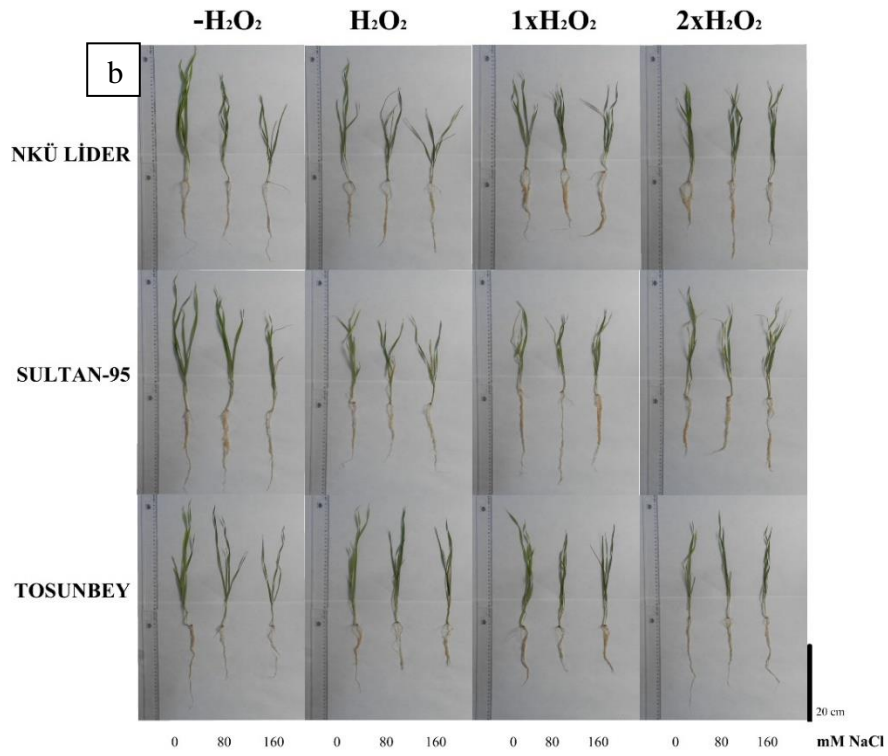 -H₂O₂ H₂O₂ 1xH₂O₂ 2xH₂O₂
b
NKÜ LİDER
SULTAN-95
TOSUNBEY
20 cm
0 80 160 0 80 160 0 80 160 0 80 160 mM NaCl